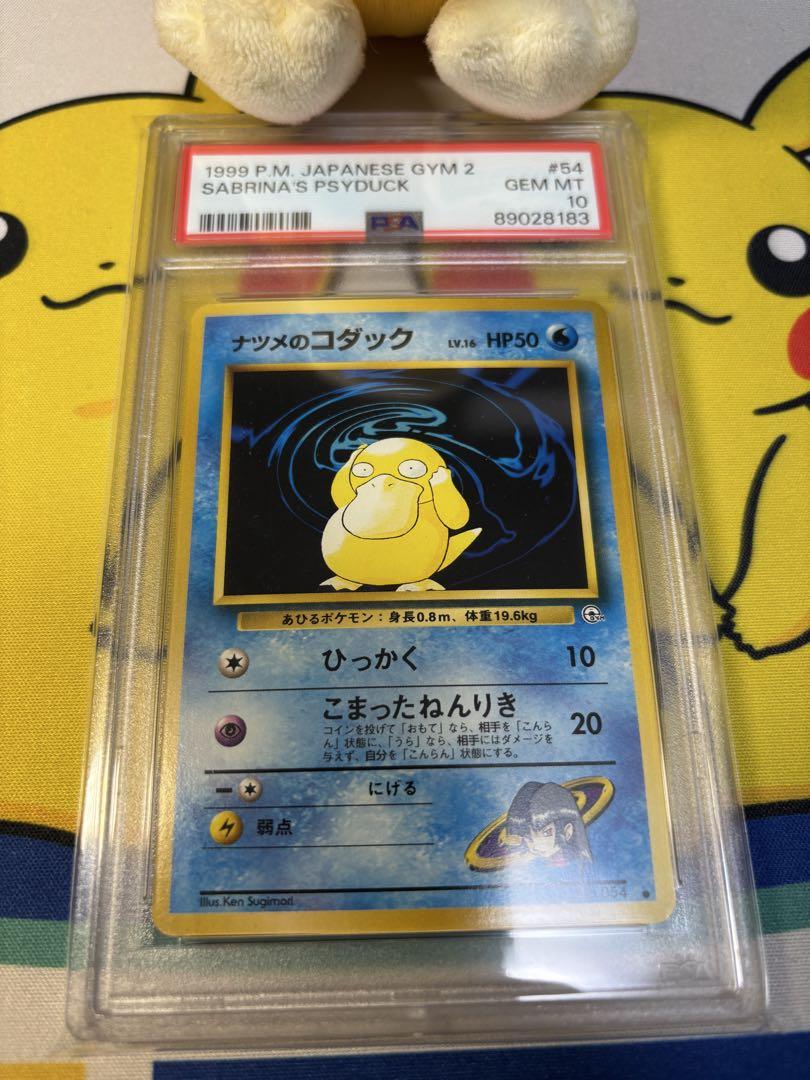 1999 P.M. JAPANESE GYM 2 #54
SABRINA'S PSYDUCK GEM MT
10
PSA 89028183
ナツメのコダック LV.16 HP50
あひるポケモン：身長0.8m、体重19.6kg
GYM
ひっかく 10
こまったねんりき 20
コインを投げて「おもて」なら、相手を「こんら
ん」状態に、「うら」なら、相手にはダメージを
与えず、自分を「こんらん」状態にする。
にげる
弱点
Illus.Ken Sugimori
054